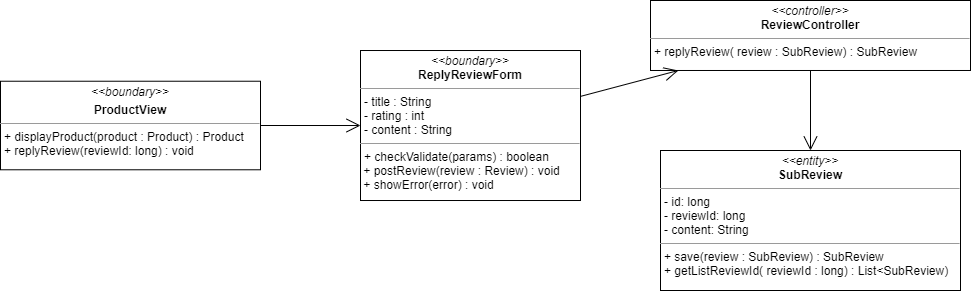 <<boundary>>
ProductView
+ displayProduct(product : Product) : Product
+ replyReview(reviewId: long) : void
<<boundary>>
ReplyReviewForm
- title : String
- rating : int
- content : String
+ checkValidate(params) : boolean
+ postReview(review : Review) : void
+ showError(error) : void
<<controller>>
ReviewController
+ replyReview( review : SubReview) : SubReview
<<entity>>
SubReview
- id: long
- reviewId: long
- content: String
+ save(review : SubReview) : SubReview
+ getListReviewId( reviewId : long) : List<SubReview)